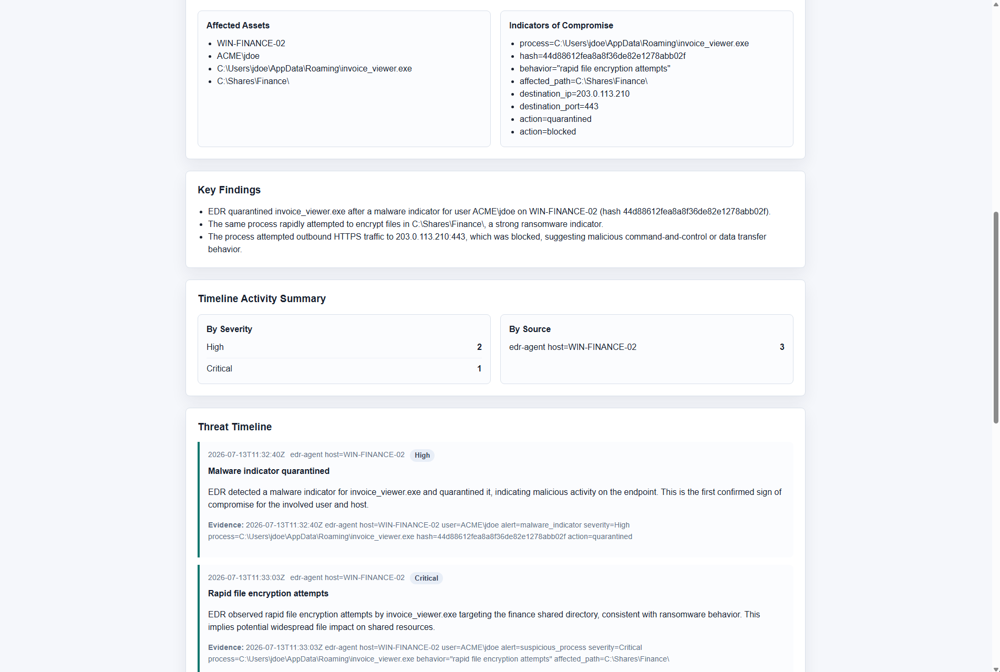 Affected Assets
WIN-FINANCE-02
ACME\jdoe
C:\Users\jdoe\AppData\Roaming\invoice_viewer.exe
C:\Shares\Finance\
Indicators of Compromise
process=C:\Users\jdoe\AppData\Roaming\invoice_viewer.exe
hash=44d88612fea8a8f36de82e1278abb02f
behavior="rapid file encryption attempts"
affected_path=C:\Shares\Finance\
destination_ip=203.0.113.210
destination_port=443
action=quarantined
action=blocked
Key Findings
EDR quarantined invoice_viewer.exe after a malware indicator for user ACME\jdoe on WIN-FINANCE-02 (hash 44d88612fea8a8f36de82e1278abb02f).
The same process rapidly attempted to encrypt files in C:\Shares\Finance\, a strong ransomware indicator.
The process attempted outbound HTTPS traffic to 203.0.113.210:443, which was blocked, suggesting malicious command-and-control or data transfer
behavior.
Timeline Activity Summary
By Severity
High 2
Critical 1
By Source
edr-agent host=WIN-FINANCE-02 3
Threat Timeline
2026-07-13T11:32:40Z edr-agent host=WIN-FINANCE-02 High
Malware indicator quarantined
EDR detected a malware indicator for invoice_viewer.exe and quarantined it, indicating malicious activity on the endpoint. This is the first confirmed sign of
compromise for the involved user and host.
Evidence: 2026-07-13T11:32:40Z edr-agent host=WIN-FINANCE-02 user=ACME\jdoe alert=malware_indicator severity=High
process=C:\Users\jdoe\AppData\Roaming\invoice_viewer.exe hash=44d88612fea8a8f36de82e1278abb02f action=quarantined
2026-07-13T11:33:03Z edr-agent host=WIN-FINANCE-02 Critical
Rapid file encryption attempts
EDR observed rapid file encryption attempts by invoice_viewer.exe targeting the finance shared directory, consistent with ransomware behavior. This
implies potential widespread file impact on shared resources.
Evidence: 2026-07-13T11:33:03Z edr-agent host=WIN-FINANCE-02 user=ACME\jdoe alert=suspicious_process severity=Critical
process=C:\Users\jdoe\AppData\Roaming\invoice_viewer.exe behavior="rapid file encryption attempts" affected_path=C:\Shares\Finance\